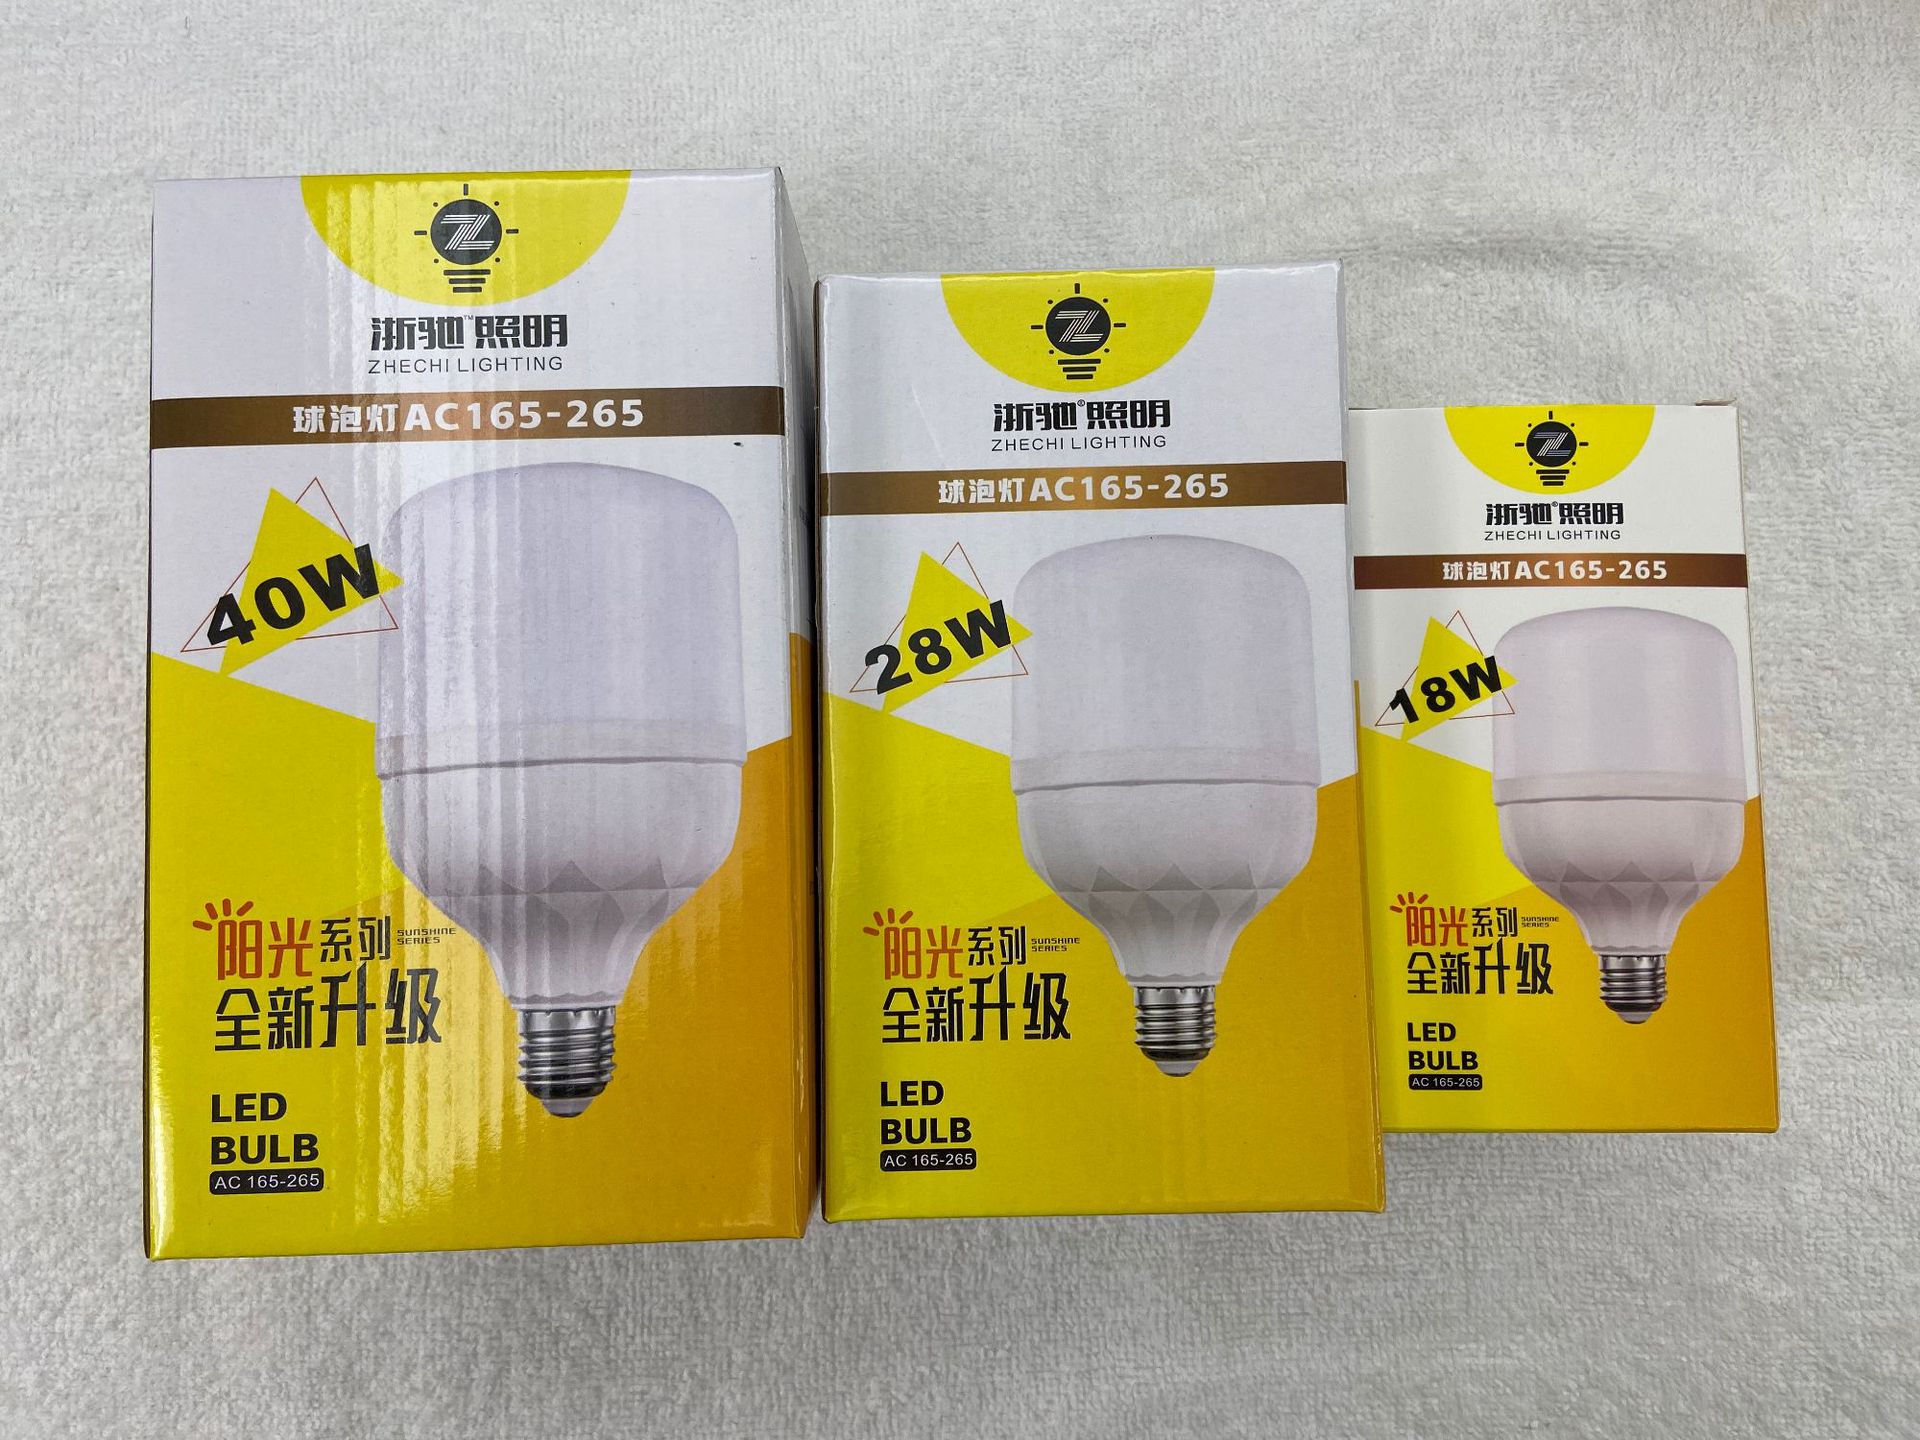 Z
浙驰™照明
ZHECHI LIGHTING
球泡灯AC165-265
40W
阳光系列 SUNSHINE SERIES
全新升级
LED
BULB
AC 165-265
Z
浙驰®照明
ZHECHI LIGHTING
球泡灯AC165-265
28W
阳光系列 SUNSHINE SERIES
全新升级
LED
BULB
AC 165-265
Z
浙驰®照明
ZHECHI LIGHTING
球泡灯AC165-265
18W
阳光系列 SUNSHINE SERIES
全新升级
LED
BULB
AC 165-265